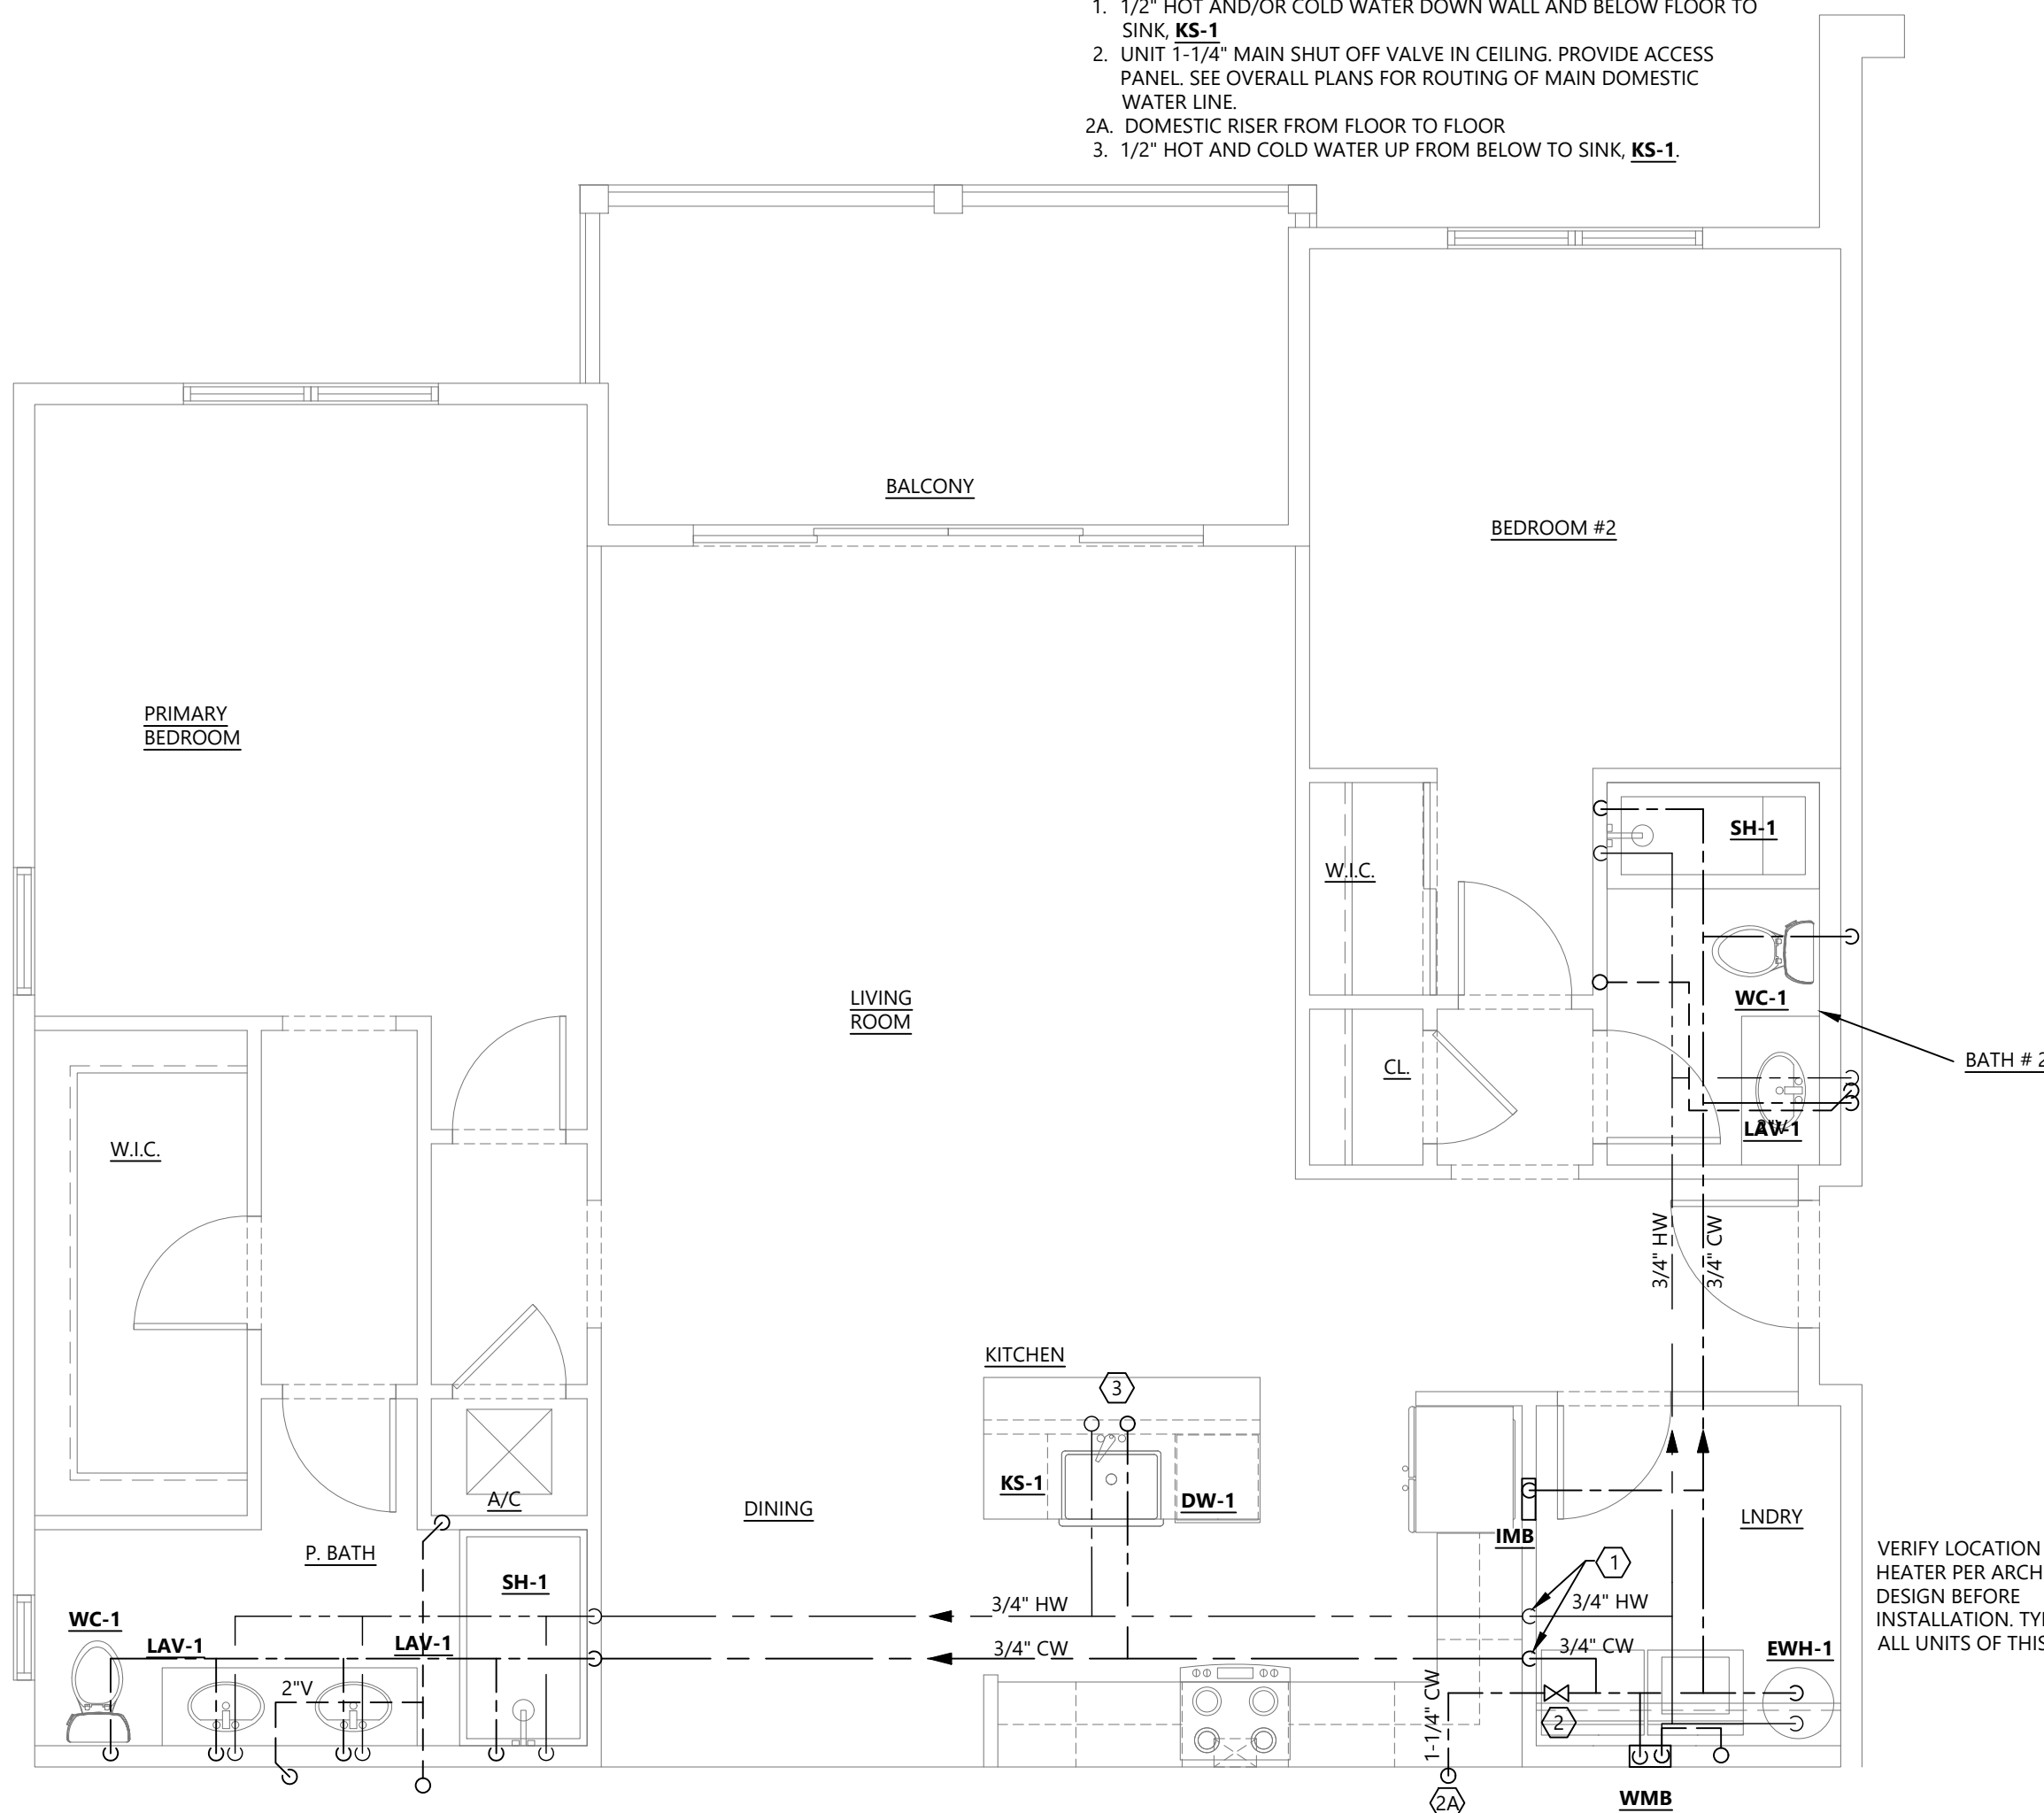 1. 1/2" HOT AND/OR COLD WATER DOWN WALL AND BELOW FLOOR TO
SINK, KS-1
2. UNIT 1-1/4" MAIN SHUT OFF VALVE IN CEILING. PROVIDE ACCESS
PANEL. SEE OVERALL PLANS FOR ROUTING OF MAIN DOMESTIC
WATER LINE.
2A. DOMESTIC RISER FROM FLOOR TO FLOOR
3. 1/2" HOT AND COLD WATER UP FROM BELOW TO SINK, KS-1.
BALCONY
BEDROOM #2
PRIMARY
BEDROOM
SH-1
W.I.C.
WC-1
LIVING
ROOM
BATH # 2
CL.
LAV-1
2"V
W.I.C.
3/4" HW
3/4" CW
KITCHEN
3
KS-1
DW-1
A/C
DINING
LNDRY
IMB
P. BATH
SH-1
1
VERIFY LOCATION
HEATER PER ARCH
DESIGN BEFORE
INSTALLATION. TY
ALL UNITS OF THIS
3/4" HW
3/4" HW
WC-1
LAV-1
LAV-1
3/4" CW
3/4" CW
EWH-1
2"V
1-1/4" CW
2
2A
WMB